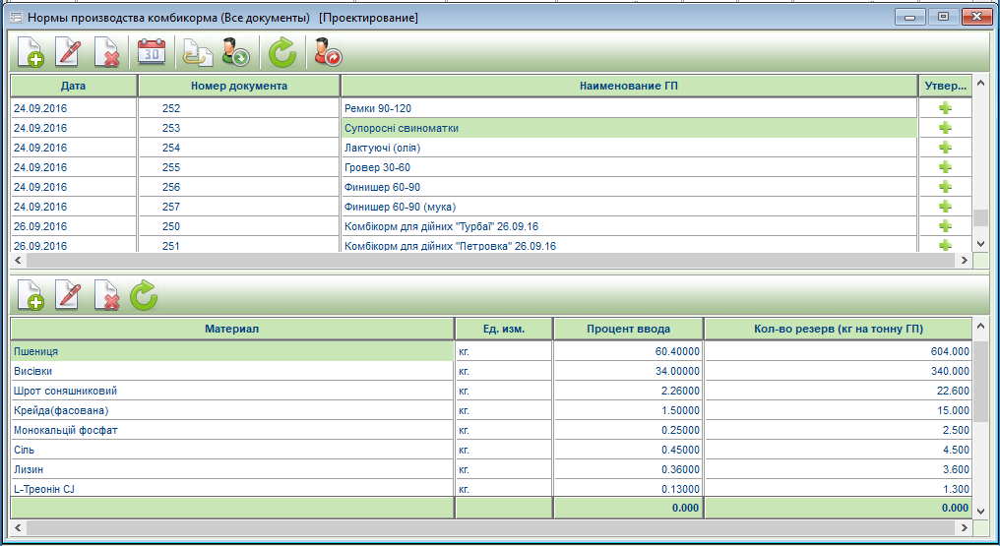 Нормы производства комбикорма (Все документы) [Проектирование]
30
Дата Номер документа Наименование ГП Утвер...
24.09.2016 252 Ремки 90-120
24.09.2016 253 Супоросні свиноматки
24.09.2016 254 Лактуючі (олія)
24.09.2016 255 Гровер 30-60
24.09.2016 256 Финишер 60-90
24.09.2016 257 Финишер 60-90 (мука)
26.09.2016 250 Комбікорм для дійних "Турбаї" 26.09.16
26.09.2016 251 Комбікорм для дійних "Петровка" 26.09.16
Материал Ед. изм. Процент ввода Кол-во резерв (кг на тонну ГП)
Пшениця кг. 60.40000 604.000
Висівки кг. 34.00000 340.000
Шрот соняшниковий кг. 2.26000 22.600
Крейда(фасована) кг. 1.50000 15.000
Монокальцій фосфат кг. 0.25000 2.500
Сіль кг. 0.45000 4.500
Лизин кг. 0.36000 3.600
L-Треонін CJ кг. 0.13000 1.300
0.000 0.000